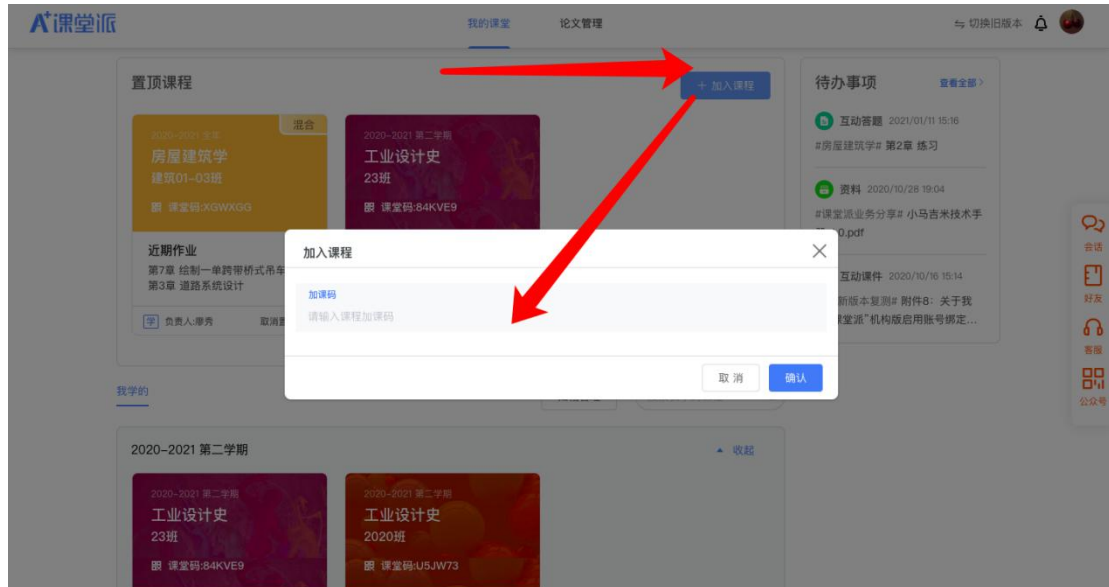 A+课堂派
我的课堂
论文管理
切换旧版本
置顶课程
+ 加入课程
混合
2020-2021 学年
房屋建筑学
建筑01-03班
课堂码:XGWXGG
近期作业
第7章 绘制一单跨带桥式吊车
第3章 道路系统设计
学 负责人:廖秀
2020-2021 第二学期
工业设计史
23班
课堂码:84KVE9
待办事项
查看全部>
互动答题 2021/01/11 15:16
#房屋建筑学# 第2章 练习
资料 2020/10/28 19:04
#课堂派业务分享# 小马吉米技术手
0.pdf
互动课件 2020/10/16 15:14
新版本复测# 附件8：关于我
堂派"机构版启用账号绑定...
会话
好友
客服
公众号
加入课程
加课码
请输入课程加课码
取 消
确认
我学的
2020-2021 第二学期
收起
2020-2021 第二学期
工业设计史
23班
课堂码:84KVE9
2020-2021 第二学期
工业设计史
2020班
课堂码:U5JW73